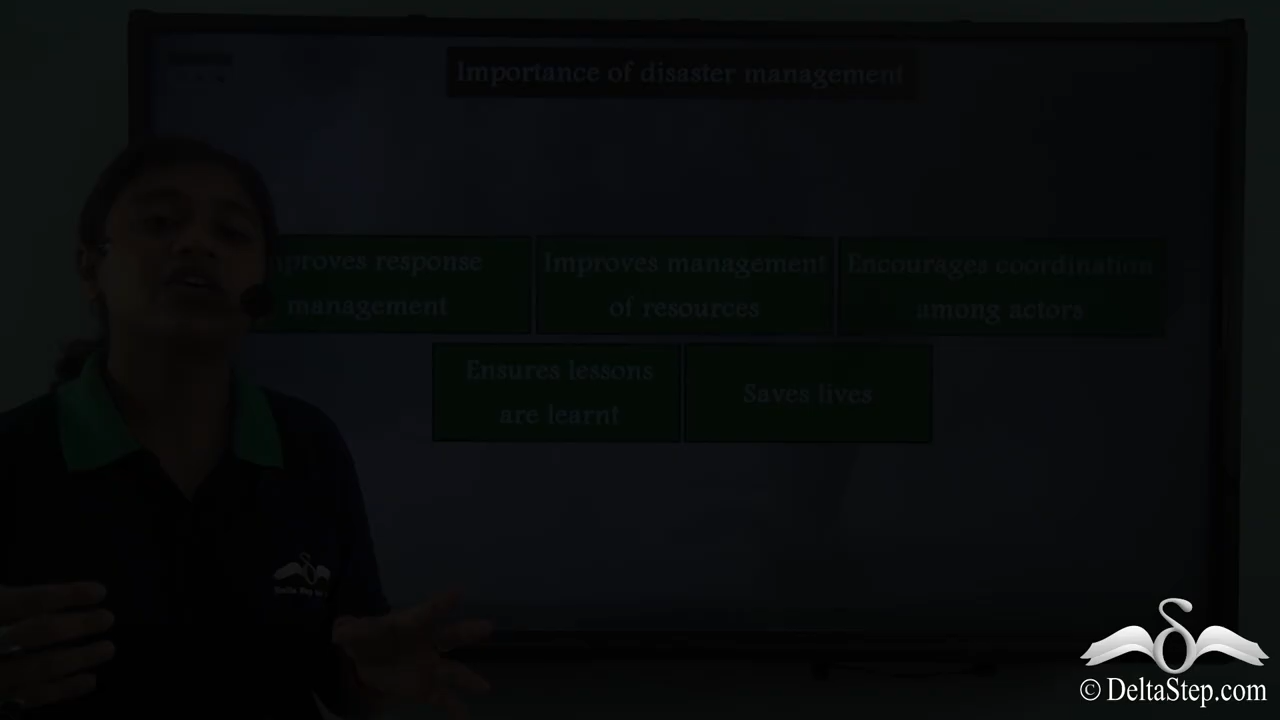 Importance of disaster management
mproves response
management
Improves management
of resources
Encourages coordination
among actors
Ensures lessons
are learnt
Saves lives
© DeltaStep.com